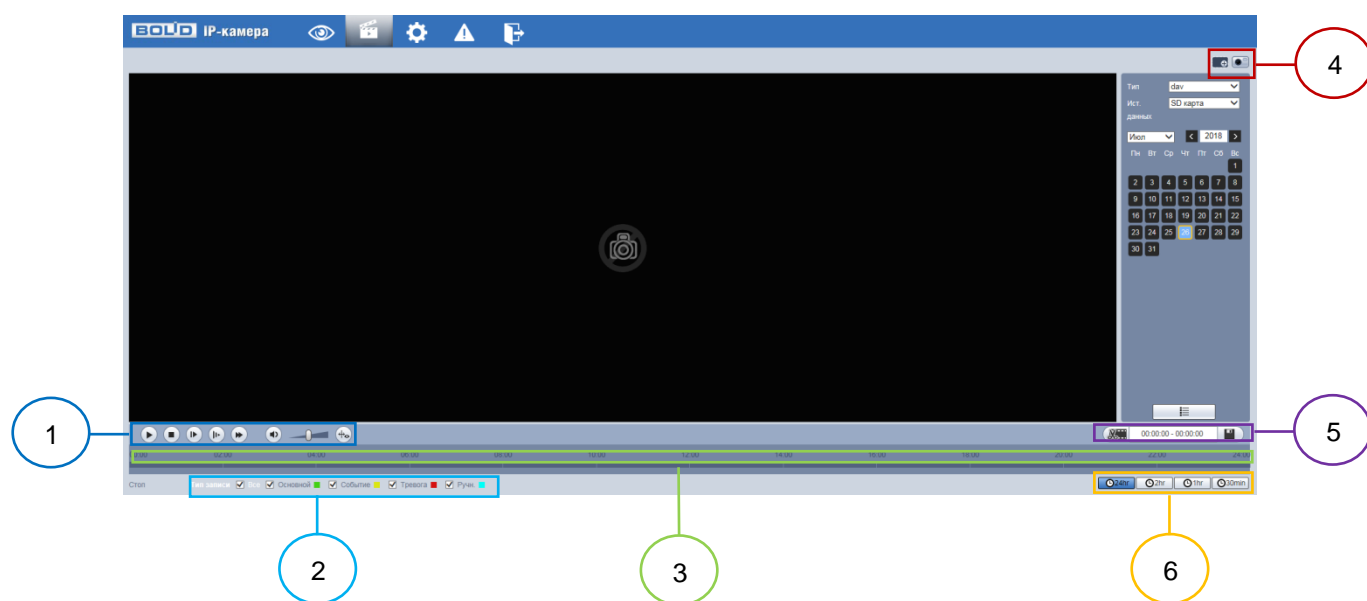 BOLID IP-камера
4
Тип dav
Ист. данных SD карта
Июл 2018
Пн Вт Ср Чт Пт Сб Вс
1
2 3 4 5 6 7 8
9 10 11 12 13 14 15
16 17 18 19 20 21 22
23 24 25 26 27 28 29
30 31
1
00:00:00 - 00:00:00
5
00:00 02:00 04:00 06:00 08:00 10:00 12:00 14:00 16:00 18:00 20:00 22:00 24:00
Стоп Тип записи Все Основной Событие Тревога Ручн. 24hr 2hr 1hr 30min
2
3
6